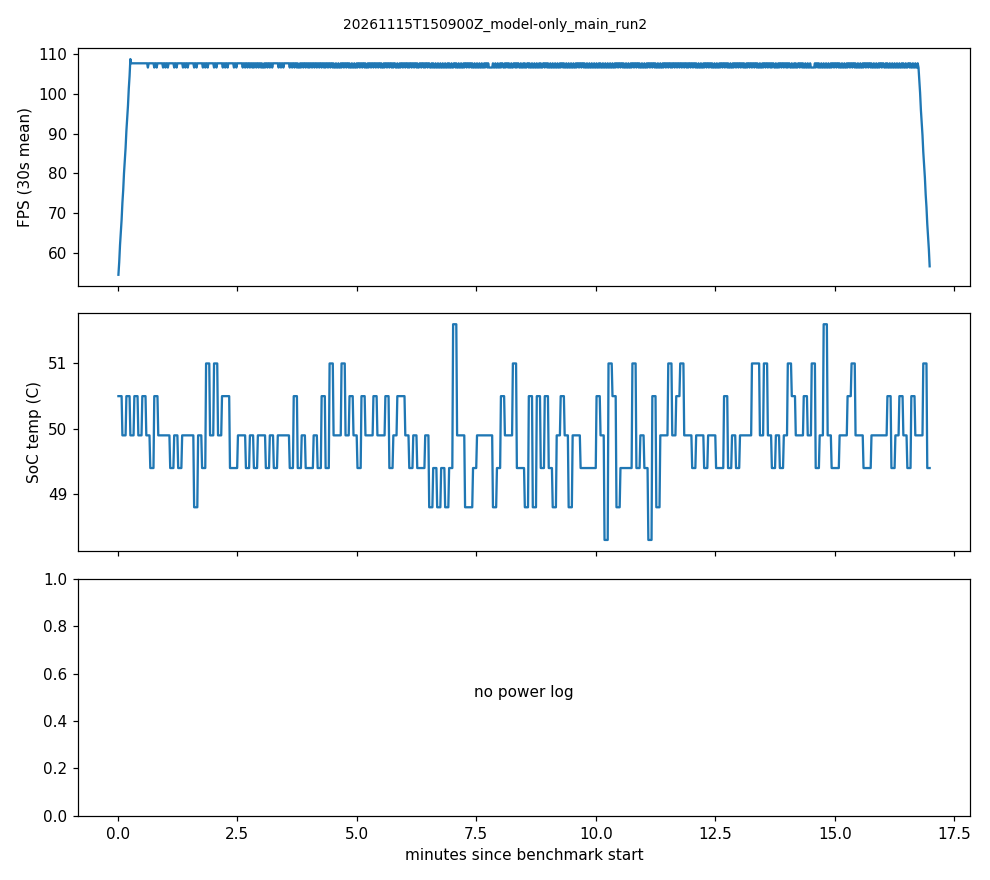 20261115T150900Z_model-only_main_run2
110
100
90
80
70
60
FPS (30s mean)
51
50
49
SoC temp (C)
1.0
0.8
0.6
0.4
0.2
0.0
no power log
0.0 2.5 5.0 7.5 10.0 12.5 15.0 17.5
minutes since benchmark start